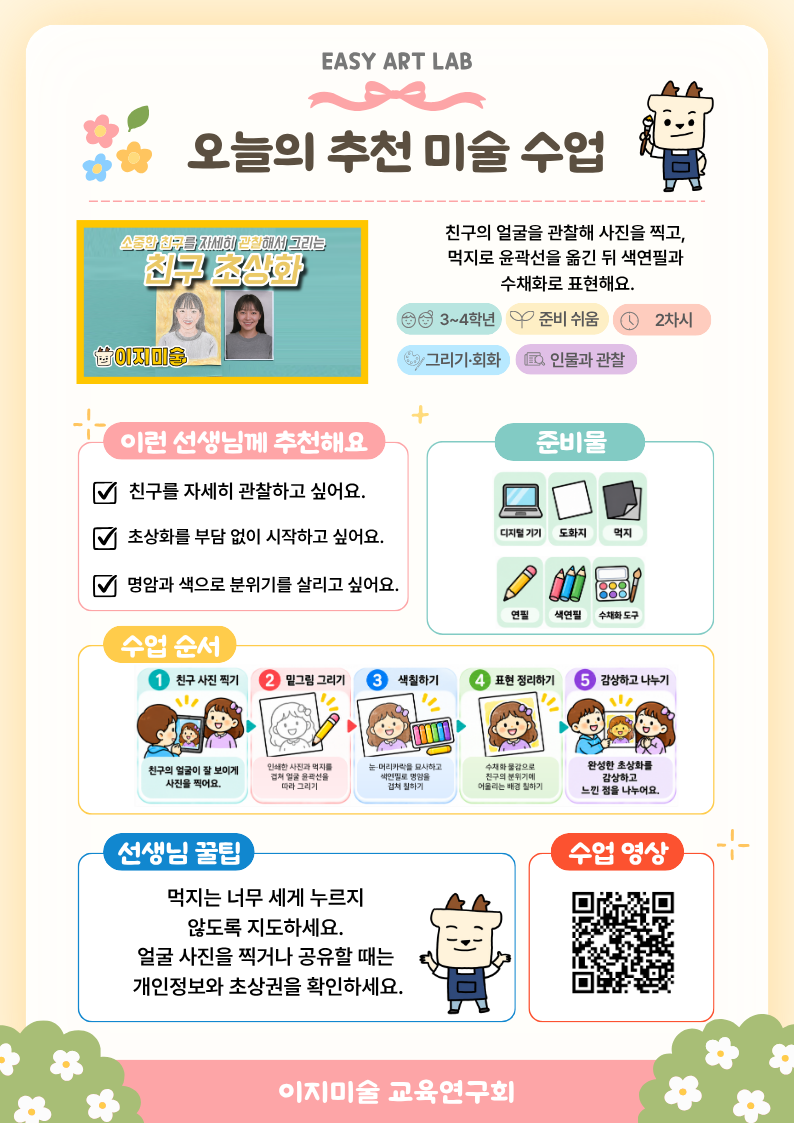 EASY ART LAB
오늘의 추천 미술 수업
소중한 친구를 자세히 관찰해서 그리는
친구 초상화
이지미술
친구의 얼굴을 관찰해 사진을 찍고,
먹지로 윤곽선을 옮긴 뒤 색연필과
수채화로 표현해요.
3~4학년
준비 쉬움
2차시
그리기·회화
인물과 관찰
이런 선생님께 추천해요
친구를 자세히 관찰하고 싶어요.
초상화를 부담 없이 시작하고 싶어요.
명암과 색으로 분위기를 살리고 싶어요.
준비물
디지털 기기
도화지
먹지
연필
색연필
수채화 도구
수업 순서
1 친구 사진 찍기
친구의 얼굴이 잘 보이게
사진을 찍어요.
2 밑그림 그리기
인쇄한 사진과 먹지를
겹쳐 얼굴 윤곽선을
따라 그리기
3 색칠하기
눈·머리카락을 묘사하고
색연필로 명암을
겹쳐 칠하기
4 표현 정리하기
수채화 물감으로
친구의 분위기에
어울리는 배경 칠하기
5 감상하고 나누기
완성한 초상화를
감상하고
느낀 점을 나누어요.
선생님 꿀팁
먹지는 너무 세게 누르지
않도록 지도하세요.
얼굴 사진을 찍거나 공유할 때는
개인정보와 초상권을 확인하세요.
수업 영상
이지미술 교육연구회